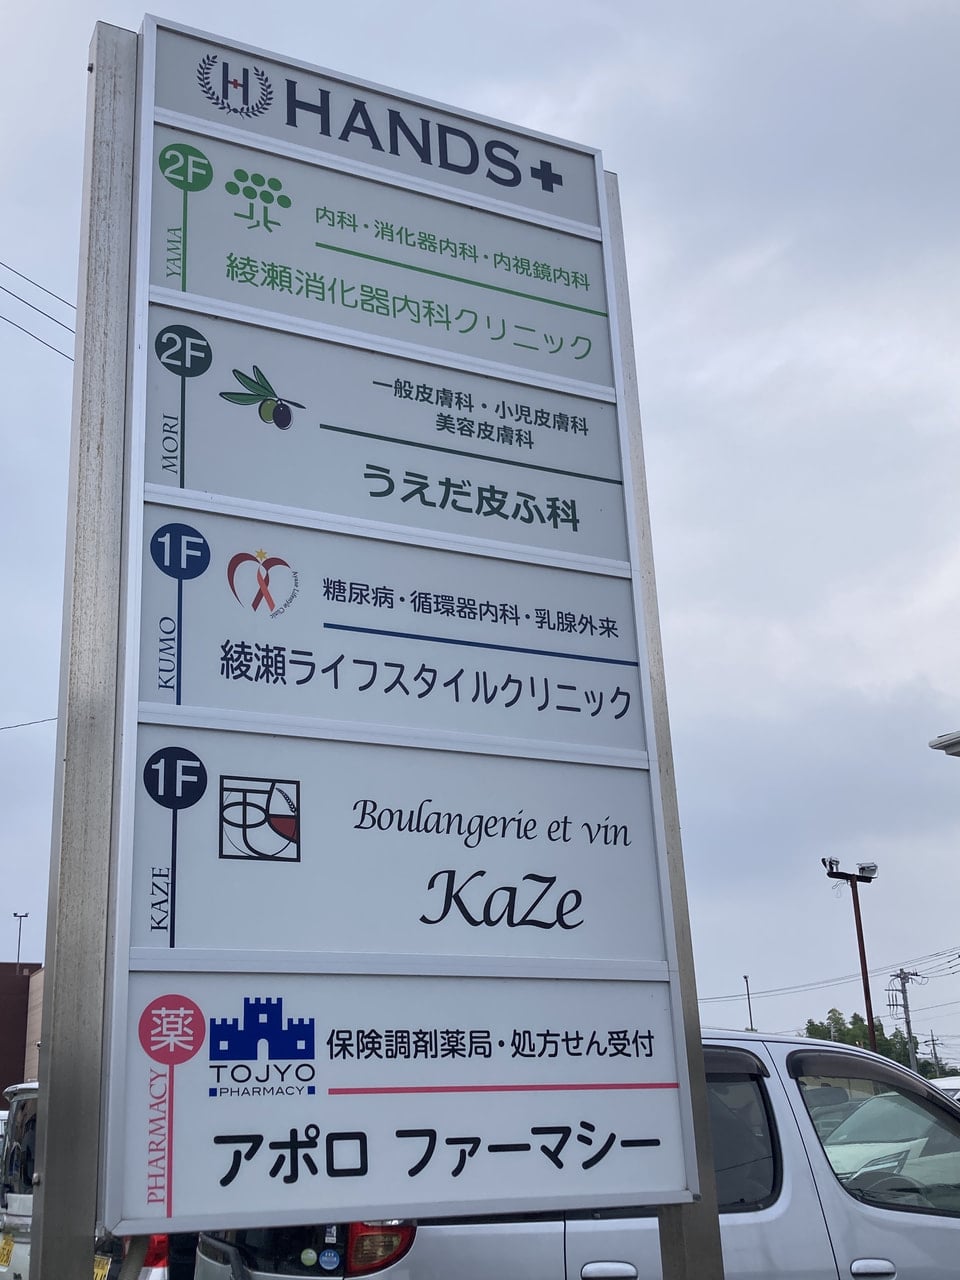 H HANDS+
2F
YAMA
内科・消化器内科・内視鏡内科
綾瀬消化器内科クリニック
2F
MORI
一般皮膚科・小児皮膚科
美容皮膚科
うえだ皮ふ科
1F
KUMO
Ayase Lifestyle Clinic
糖尿病・循環器内科・乳腺外来
綾瀬ライフスタイルクリニック
1F
KAZE
Boulangerie et vin
KaZe
薬
PHARMACY
TOJYO
PHARMACY
保険調剤薬局・処方せん受付
アポロ ファーマシー